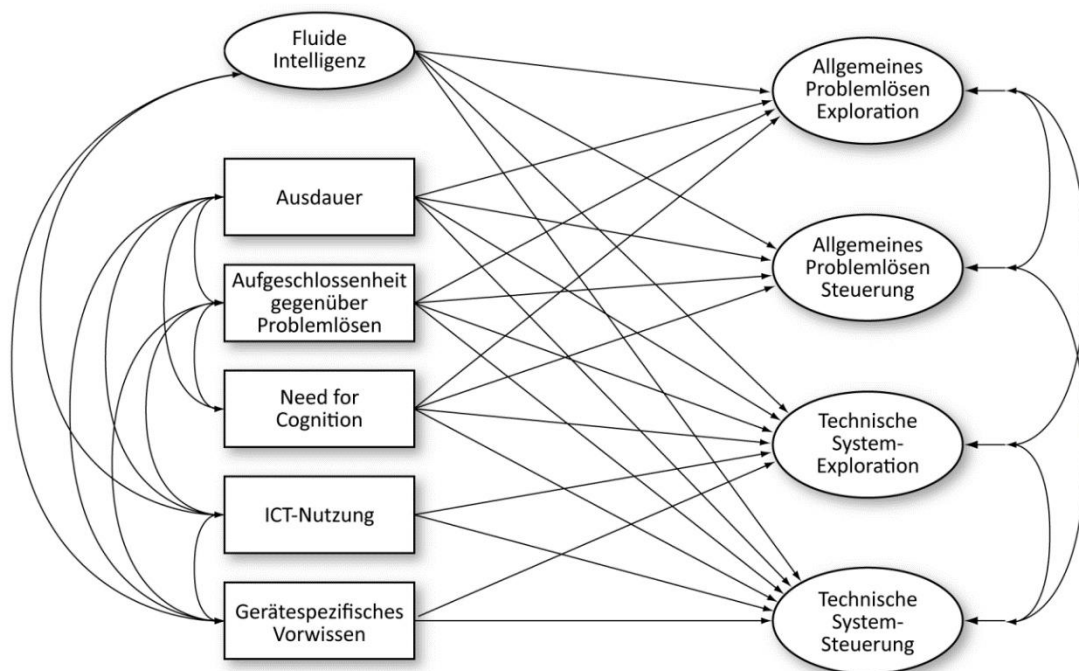 Fluide
Intelligenz
Ausdauer
Aufgeschlossenheit
gegenüber
Problemlösen
Need for
Cognition
ICT-Nutzung
Gerätespezifisches
Vorwissen
Allgemeines
Problemlösen
Exploration
Allgemeines
Problemlösen
Steuerung
Technische
System-
Exploration
Technische
System-
Steuerung